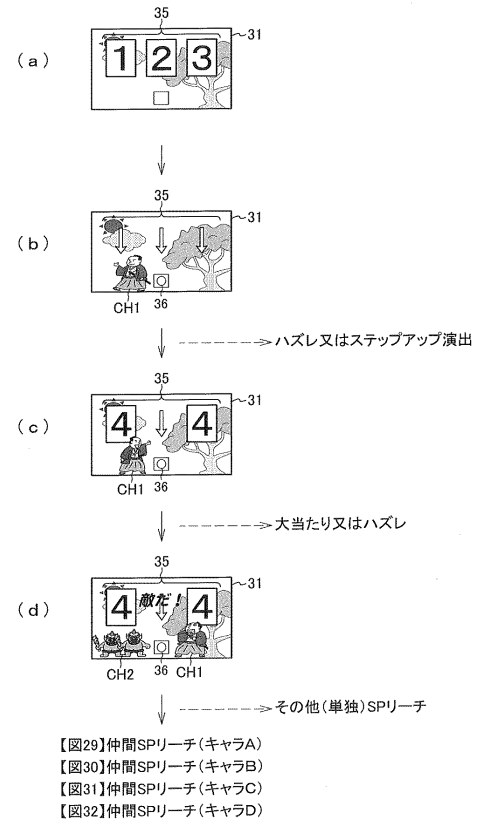 35
31
(a)
1 2 3
35
31
(b)
CH1
36
ハズレ又はステップアップ演出
35
31
(c)
4 4
CH1
36
大当たり又はハズレ
35
31
(d)
4 敵だ! 4
CH2
36
CH1
その他(単独)SPリーチ
【図29】仲間SPリーチ(キャラA)
【図30】仲間SPリーチ(キャラB)
【図31】仲間SPリーチ(キャラC)
【図32】仲間SPリーチ(キャラD)